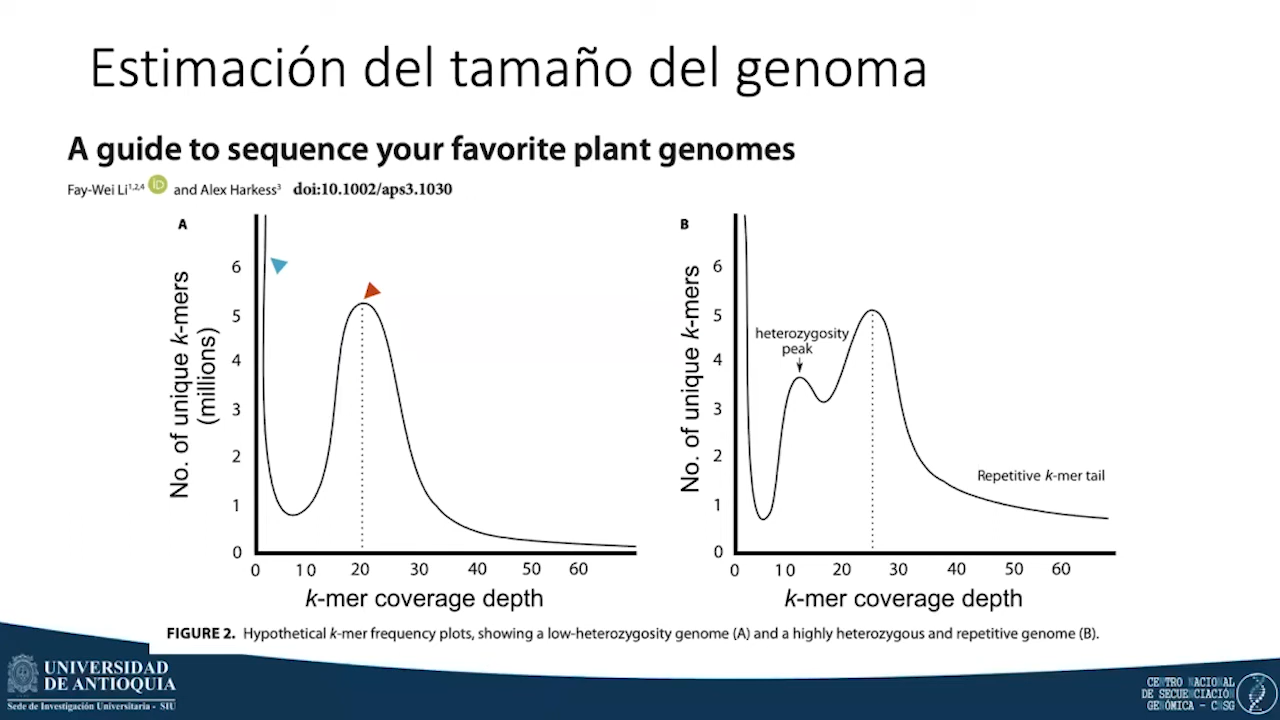 Estimación del tamaño del genoma
A guide to sequence your favorite plant genomes
Fay-Wei Li1,2,4 iD and Alex Harkess3 doi:10.1002/aps3.1030
A
No. of unique k-mers
(millions)
6
5
4
3
2
1
0
0 10 20 30 40 50 60
k-mer coverage depth
B
No. of unique k-mers
6
5
4
3
2
1
0
heterozygosity
peak
Repetitive k-mer tail
0 10 20 30 40 50 60
k-mer coverage depth
FIGURE 2. Hypothetical k-mer frequency plots, showing a low-heterozygosity genome (A) and a highly heterozygous and repetitive genome (B).
UNIVERSIDAD
DE ANTIOQUIA
Sede de Investigación Universitaria - SIU
CENTRO NACIONAL
DE SECUENCIACIÓN
GENÓMICA - CNSG